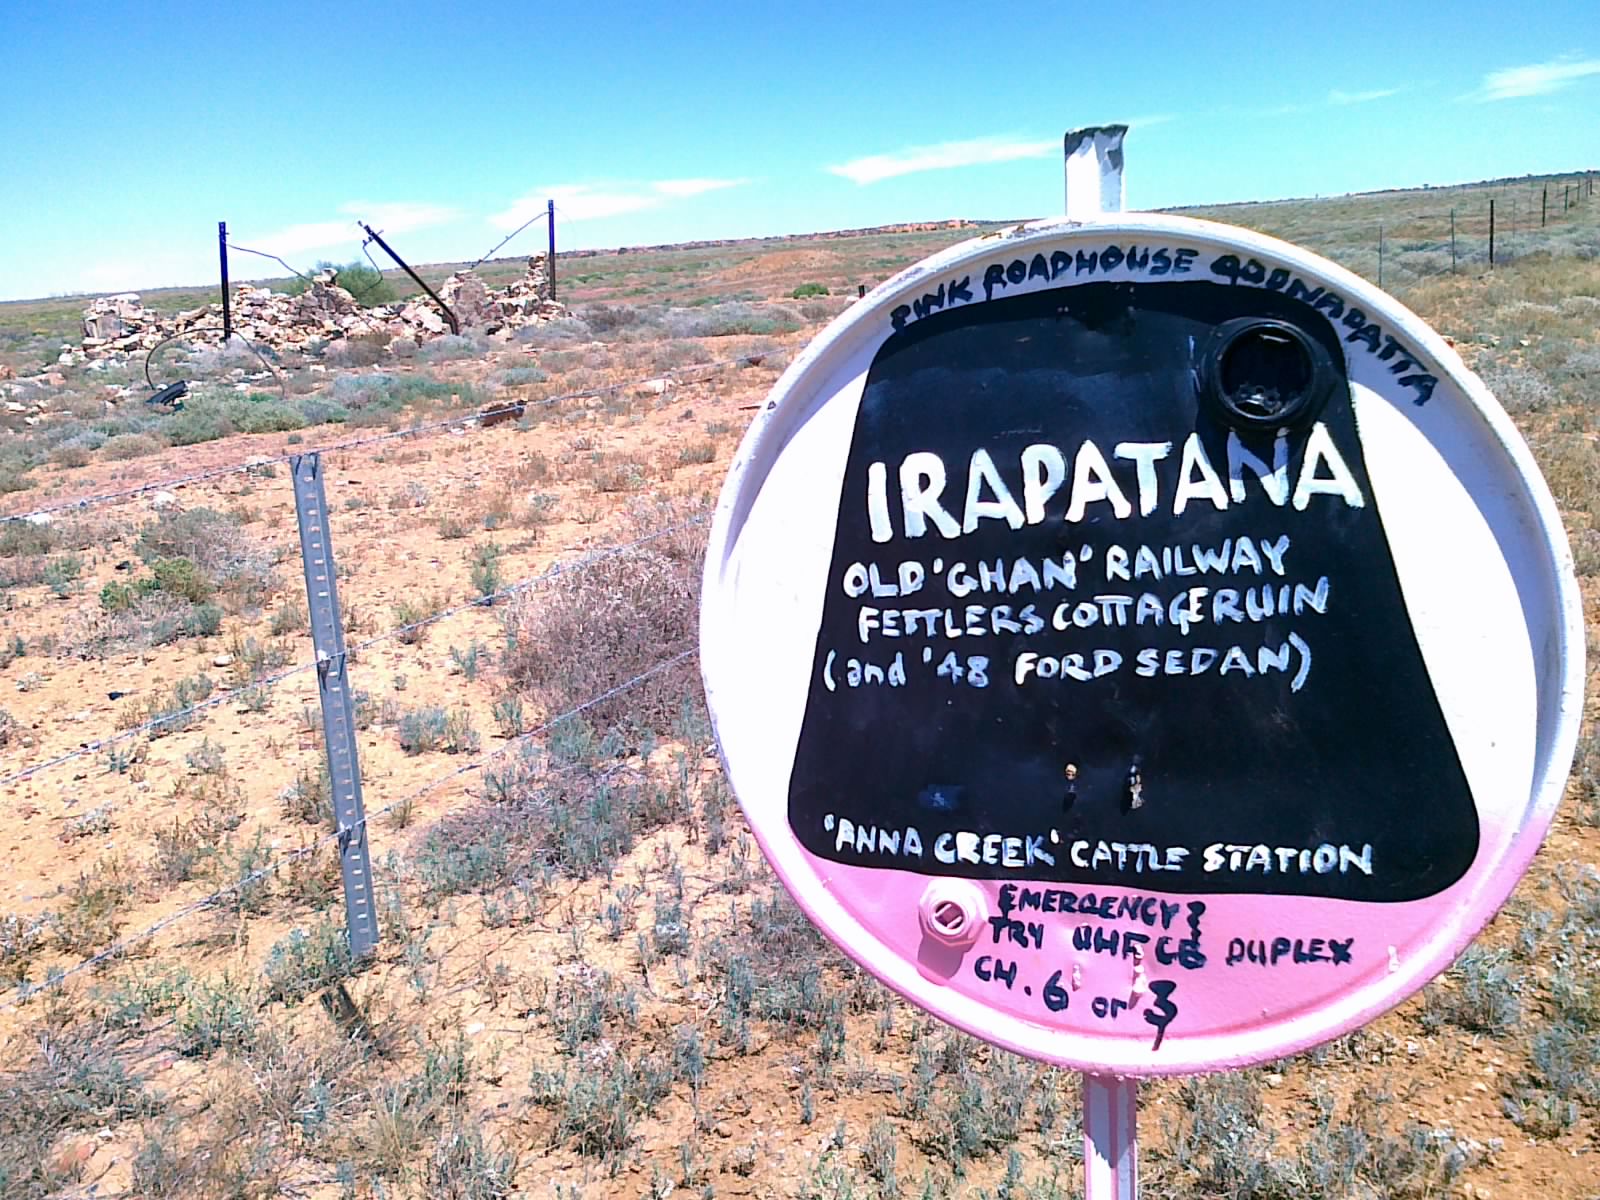 PINK ROADHOUSE OODNADATTA
IRAPATANA
OLD 'GHAN' RAILWAY
FETTLERS COTTAGE RUIN
(and '48 FORD SEDAN)
'ANNA CREEK' CATTLE STATION
EMERGENCY?
TRY UHF CB DUPLEX
CH. 6 or 3